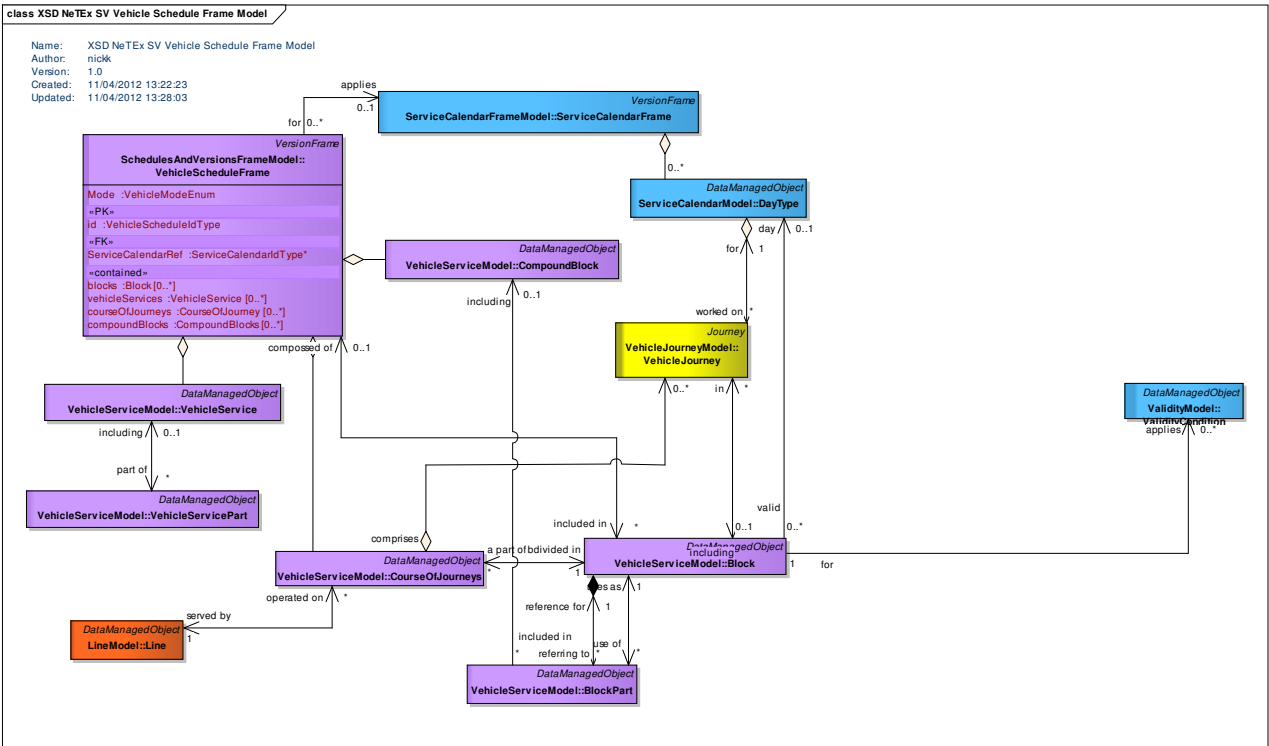 class XSD NeTEx SV Vehicle Schedule Frame Model
Name: XSD NeTEx SV Vehicle Schedule Frame Model
Author: nickk
Version: 1.0
Created: 11/04/2012 13:22:23
Updated: 11/04/2012 13:28:03
applies
0..1
for 0..*
VersionFrame
ServiceCalendarFrameModel::ServiceCalendarFrame
0..*
VersionFrame
SchedulesAndVersionsFrameModel::
VehicleScheduleFrame
Mode :VehicleModeEnum
«PK»
id :VehicleScheduleIdType
«FK»
ServiceCalendarRef :ServiceCalendarIdType*
«contained»
blocks :Block [0..*]
vehicleServices :VehicleService [0..*]
courseOfJourneys :CourseOfJourney [0..*]
compoundBlocks :CompoundBlocks [0..*]
DataManagedObject
ServiceCalendarModel::DayType
day 0..1
for 1
DataManagedObject
VehicleServiceModel::CompoundBlock
including 0..1
worked on *
Journey
VehicleJourneyModel::
VehicleJourney
0..*
in *
compossed of 0..1
DataManagedObject
VehicleServiceModel::VehicleService
including 0..1
part of *
DataManagedObject
VehicleServiceModel::VehicleServicePart
DataManagedObject
ValidityModel::
ValidityCondition
applies 0..*
valid
0..*
included in *
0..1
comprises
DataManagedObject
VehicleServiceModel::CourseOfJourneys
a part of
divided in
*
1
DataManagedObject
including
VehicleServiceModel::Block
1
for
operated on *
served by
1
DataManagedObject
LineModel::Line
as 1
reference for 1
included in
*
referring to *
use of *
DataManagedObject
VehicleServiceModel::BlockPart